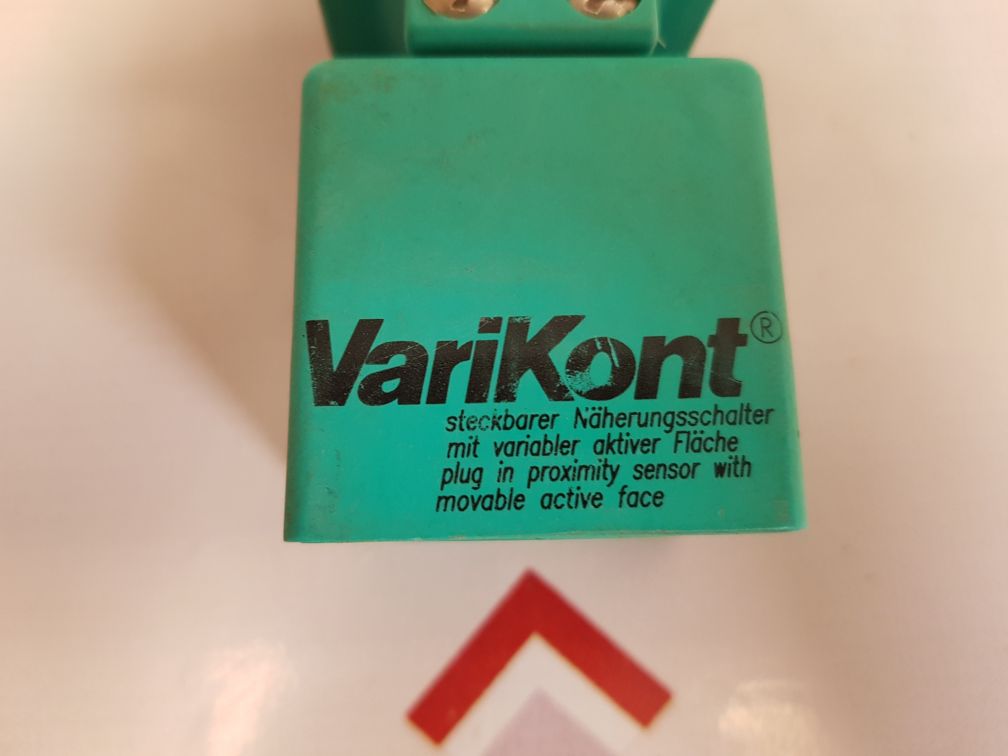 VariKont®
steckbarer Näherungsschalter
mit variabler aktiver Fläche
plug in proximity sensor with
movable active face